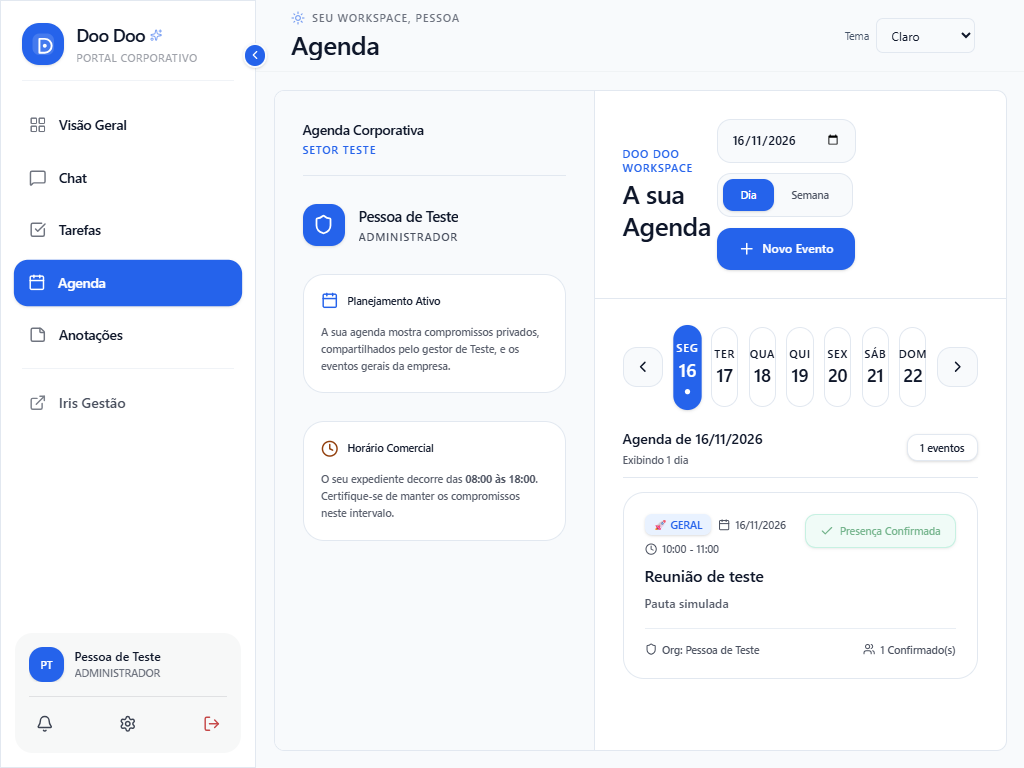 Doo Doo
PORTAL CORPORATIVO
Visão Geral
Chat
Tarefas
Agenda
Anotações
Iris Gestão
PT
Pessoa de Teste
ADMINISTRADOR
SEU WORKSPACE, PESSOA
Agenda
Tema
Claro
Agenda Corporativa
SETOR TESTE
Pessoa de Teste
ADMINISTRADOR
Planejamento Ativo
A sua agenda mostra compromissos privados,
compartilhados pelo gestor de Teste, e os
eventos gerais da empresa.
Horário Comercial
O seu expediente decorre das 08:00 às 18:00.
Certifique-se de manter os compromissos
neste intervalo.
DOO DOO
WORKSPACE
A sua
Agenda
16/11/2026
Dia Semana
Novo Evento
SEG TER QUA QUI SEX SÁB DOM
16 17 18 19 20 21 22
Agenda de 16/11/2026
Exibindo 1 dia
1 eventos
GERAL 16/11/2026
10:00 - 11:00
Presença Confirmada
Reunião de teste
Pauta simulada
Org: Pessoa de Teste
1 Confirmado(s)